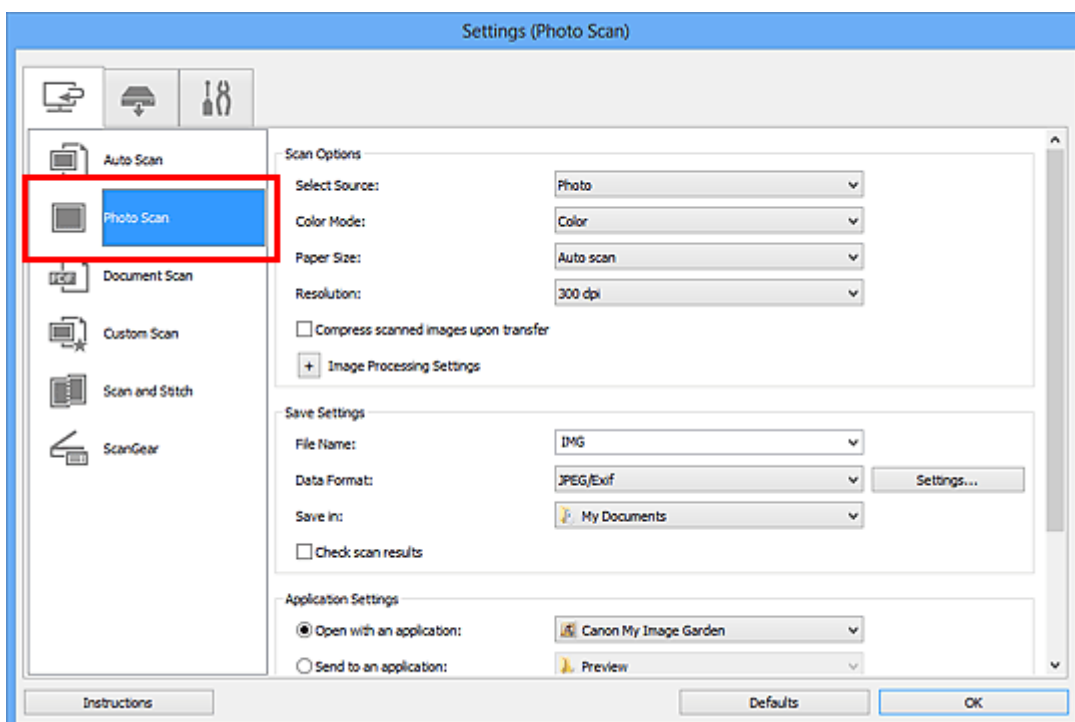 Settings (Photo Scan)
Auto Scan
Photo Scan
Document Scan
Custom Scan
Scan and Stitch
ScanGear
Scan Options
Select Source: Photo
Color Mode: Color
Paper Size: Auto scan
Resolution: 300 dpi
Compress scanned images upon transfer
+ Image Processing Settings
Save Settings
File Name: IMG
Data Format: JPEG/Exif Settings...
Save in: My Documents
Check scan results
Application Settings
Open with an application: Canon My Image Garden
Send to an application: Preview
Instructions Defaults OK